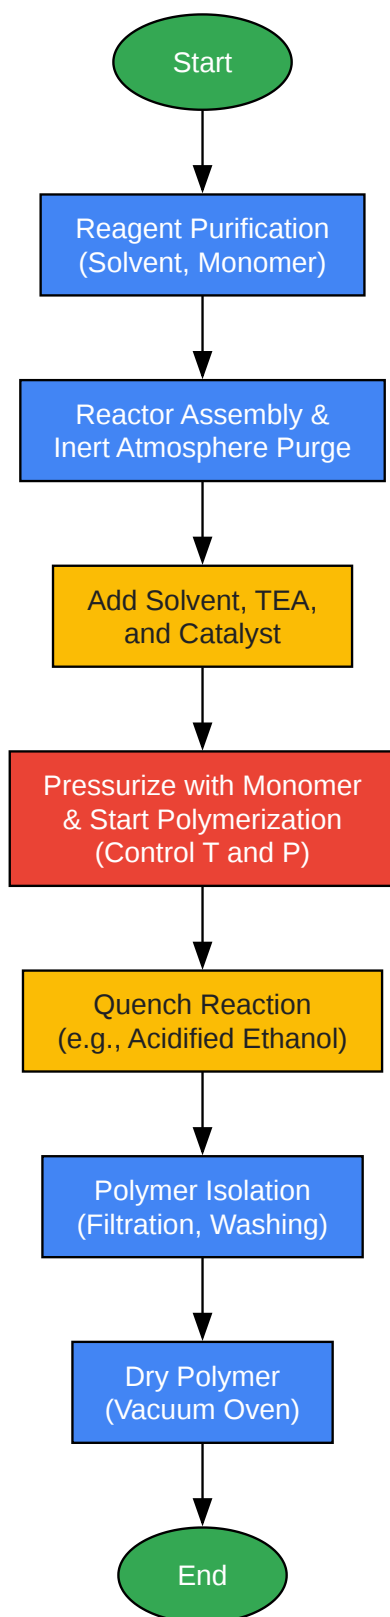 Start
Reagent Purification
(Solvent, Monomer)
Reactor Assembly &
Inert Atmosphere Purge
Add Solvent, TEA,
and Catalyst
Pressurize with Monomer
& Start Polymerization
(Control T and P)
Quench Reaction
(e.g., Acidified Ethanol)
Polymer Isolation
(Filtration, Washing)
Dry Polymer
(Vacuum Oven)
End